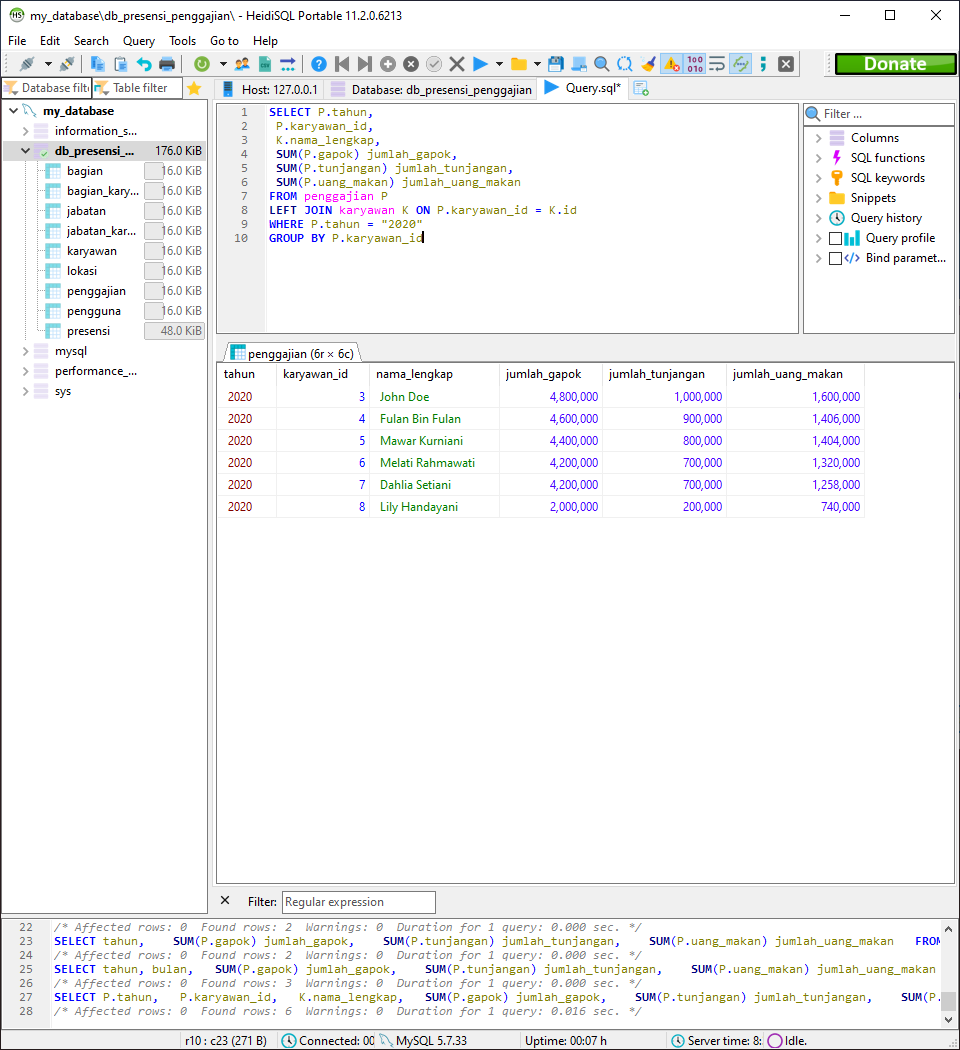 my_database\db_presensi_penggajian\ - HeidiSQL Portable 11.2.0.6213
File Edit Search Query Tools Go to Help
Donate
Database filt Table filter
Host: 127.0.0.1 Database: db_presensi_penggajian Query.sql*
my_database
information_s...
db_presensi_... 176.0 KiB
bagian 16.0 KiB
bagian_kary... 16.0 KiB
jabatan 16.0 KiB
jabatan_kar... 16.0 KiB
karyawan 16.0 KiB
lokasi 16.0 KiB
penggajian 16.0 KiB
pengguna 16.0 KiB
presensi 48.0 KiB
mysql
performance_...
sys
1 SELECT P.tahun,
2 P.karyawan_id,
3 K.nama_lengkap,
4 SUM(P.gapok) jumlah_gapok,
5 SUM(P.tunjangan) jumlah_tunjangan,
6 SUM(P.uang_makan) jumlah_uang_makan
7 FROM penggajian P
8 LEFT JOIN karyawan K ON P.karyawan_id = K.id
9 WHERE P.tahun = "2020"
10 GROUP BY P.karyawan_id
Filter ...
Columns
SQL functions
SQL keywords
Snippets
Query history
Query profile
Bind paramet...
penggajian (6r × 6c)
tahun karyawan_id nama_lengkap jumlah_gapok jumlah_tunjangan jumlah_uang_makan
2020 3 John Doe 4,800,000 1,000,000 1,600,000
2020 4 Fulan Bin Fulan 4,600,000 900,000 1,406,000
2020 5 Mawar Kurniani 4,400,000 800,000 1,404,000
2020 6 Melati Rahmawati 4,200,000 700,000 1,320,000
2020 7 Dahlia Setiani 4,200,000 700,000 1,258,000
2020 8 Lily Handayani 2,000,000 200,000 740,000
Filter: Regular expression
22 /* Affected rows: 0 Found rows: 2 Warnings: 0 Duration for 1 query: 0.000 sec. */
23 SELECT tahun, SUM(P.gapok) jumlah_gapok, SUM(P.tunjangan) jumlah_tunjangan, SUM(P.uang_makan) jumlah_uang_makan FROM
24 /* Affected rows: 0 Found rows: 2 Warnings: 0 Duration for 1 query: 0.000 sec. */
25 SELECT tahun, bulan, SUM(P.gapok) jumlah_gapok, SUM(P.tunjangan) jumlah_tunjangan, SUM(P.uang_makan) jumlah_uang_makan
26 /* Affected rows: 0 Found rows: 3 Warnings: 0 Duration for 1 query: 0.000 sec. */
27 SELECT P.tahun, P.karyawan_id, K.nama_lengkap, SUM(P.gapok) jumlah_gapok, SUM(P.tunjangan) jumlah_tunjangan, SUM(P.
28 /* Affected rows: 0 Found rows: 6 Warnings: 0 Duration for 1 query: 0.016 sec. */
r10 : c23 (271 B) Connected: 00 MySQL 5.7.33 Uptime: 00:07 h Server time: 8: Idle.